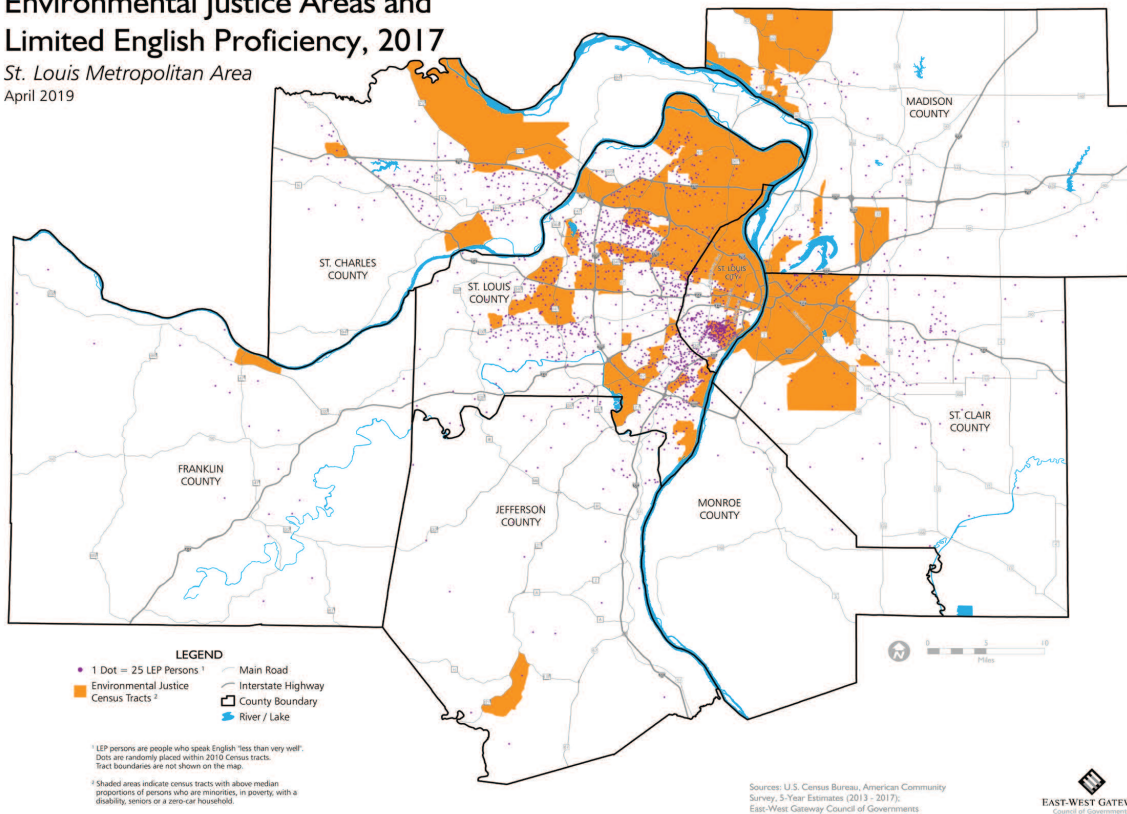 Environmental Justice Areas and
Limited English Proficiency, 2017
St. Louis Metropolitan Area
April 2019
MADISON
COUNTY
ST. CHARLES
COUNTY
ST. LOUIS
COUNTY
ST. LOUIS
CITY
ST. CLAIR
COUNTY
FRANKLIN
COUNTY
JEFFERSON
COUNTY
MONROE
COUNTY
N
0 5 10
Miles
LEGEND
1 Dot = 25 LEP Persons ¹
Environmental Justice
Census Tracts ²
Main Road
Interstate Highway
County Boundary
River / Lake
¹ LEP persons are people who speak English "less than very well".
Dots are randomly placed within 2010 Census tracts.
Tract boundaries are not shown on the map.
² Shaded areas indicate census tracts with above median
proportions of persons who are minorities, in poverty, with a
disability, seniors or a zero-car household.
Sources: U.S. Census Bureau, American Community
Survey, 5-Year Estimates (2013 - 2017);
East-West Gateway Council of Governments
EAST-WEST GATEW
Council of Government